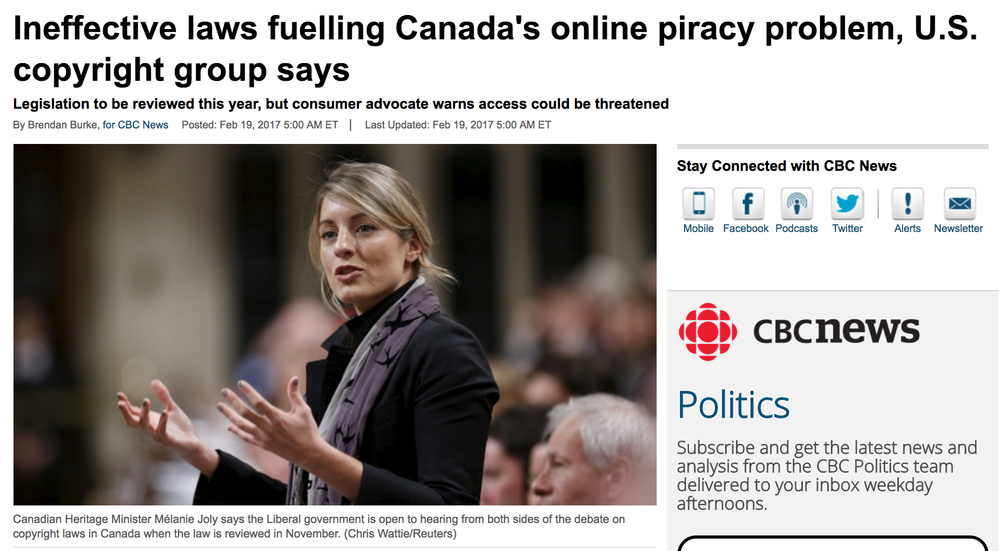 Ineffective laws fuelling Canada's online piracy problem, U.S.
copyright group says
Legislation to be reviewed this year, but consumer advocate warns access could be threatened
By Brendan Burke, for CBC News Posted: Feb 19, 2017 5:00 AM ET | Last Updated: Feb 19, 2017 5:00 AM ET
Canadian Heritage Minister Mélanie Joly says the Liberal government is open to hearing from both sides of the debate on
copyright laws in Canada when the law is reviewed in November. (Chris Wattie/Reuters)
Stay Connected with CBC News
Mobile Facebook Podcasts Twitter Alerts Newsletter
CBCnews
Politics
Subscribe and get the latest news and
analysis from the CBC Politics team
delivered to your inbox weekday
afternoons.